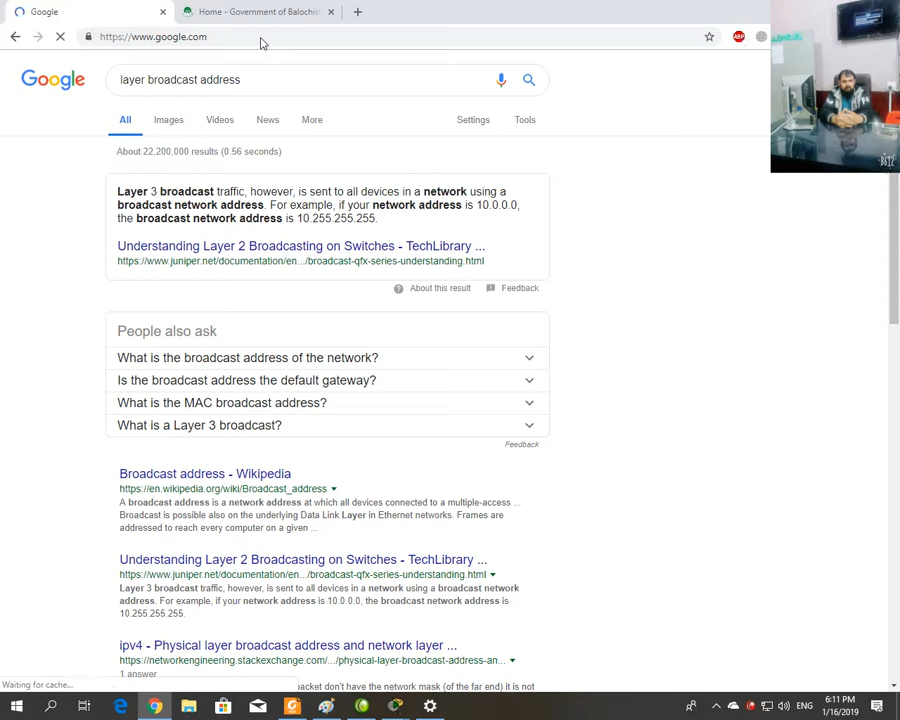 Google
Home - Government of Balochist
https://www.google.com
ABP
Google
layer broadcast address
All
Images
Videos
News
More
Settings
Tools
About 22,200,000 results (0.56 seconds)
Layer 3 broadcast traffic, however, is sent to all devices in a network using a
broadcast network address. For example, if your network address is 10.0.0.0,
the broadcast network address is 10.255.255.255.
Understanding Layer 2 Broadcasting on Switches - TechLibrary ...
https://www.juniper.net/documentation/en.../broadcast-qfx-series-understanding.html
About this result
Feedback
People also ask
What is the broadcast address of the network?
Is the broadcast address the default gateway?
What is the MAC broadcast address?
What is a Layer 3 broadcast?
Feedback
Broadcast address - Wikipedia
https://en.wikipedia.org/wiki/Broadcast_address
A broadcast address is a network address at which all devices connected to a multiple-access ...
Broadcast is possible also on the underlying Data Link Layer in Ethernet networks. Frames are
addressed to reach every computer on a given ...
Understanding Layer 2 Broadcasting on Switches - TechLibrary ...
https://www.juniper.net/documentation/en.../broadcast-qfx-series-understanding.html
Layer 3 broadcast traffic, however, is sent to all devices in a network using a broadcast network
address. For example, if your network address is 10.0.0.0, the broadcast network address is
10.255.255.255.
ipv4 - Physical layer broadcast address and network layer ...
https://networkengineering.stackexchange.com/.../physical-layer-broadcast-address-an...
1 answer
Waiting for cache...
packet don't have the network mask (of the far end) it is not
ENG
6:11 PM
1/16/2019
B612